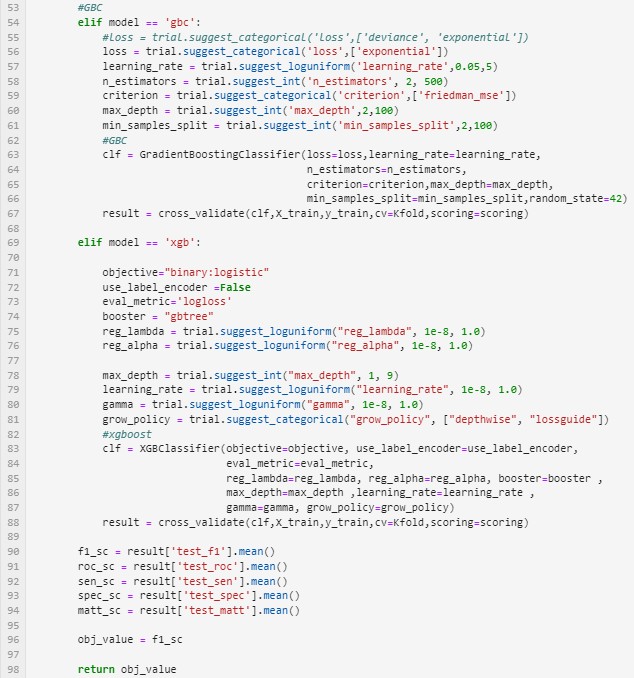 53 #GBC
54 elif model == 'gbc':
55 #loss = trial.suggest_categorical('loss',['deviance', 'exponential'])
56 loss = trial.suggest_categorical('loss',['exponential'])
57 learning_rate = trial.suggest_loguniform('learning_rate',0.05,5)
58 n_estimators = trial.suggest_int('n_estimators', 2, 500)
59 criterion = trial.suggest_categorical('criterion',['friedman_mse'])
60 max_depth = trial.suggest_int('max_depth',2,100)
61 min_samples_split = trial.suggest_int('min_samples_split',2,100)
62 #GBC
63 clf = GradientBoostingClassifier(loss=loss,learning_rate=learning_rate,
64 n_estimators=n_estimators,
65 criterion=criterion,max_depth=max_depth,
66 min_samples_split=min_samples_split,random_state=42)
67 result = cross_validate(clf,X_train,y_train,cv=Kfold,scoring=scoring)
68
69 elif model == 'xgb':
70
71 objective="binary:logistic"
72 use_label_encoder =False
73 eval_metric='logloss'
74 booster = "gbtree"
75 reg_lambda = trial.suggest_loguniform("reg_lambda", 1e-8, 1.0)
76 reg_alpha = trial.suggest_loguniform("reg_alpha", 1e-8, 1.0)
77
78 max_depth = trial.suggest_int("max_depth", 1, 9)
79 learning_rate = trial.suggest_loguniform("learning_rate", 1e-8, 1.0)
80 gamma = trial.suggest_loguniform("gamma", 1e-8, 1.0)
81 grow_policy = trial.suggest_categorical("grow_policy", ["depthwise", "lossguide"])
82 #xgboost
83 clf = XGBClassifier(objective=objective, use_label_encoder=use_label_encoder,
84 eval_metric=eval_metric,
85 reg_lambda=reg_lambda, reg_alpha=reg_alpha, booster=booster ,
86 max_depth=max_depth ,learning_rate=learning_rate ,
87 gamma=gamma, grow_policy=grow_policy)
88 result = cross_validate(clf,X_train,y_train,cv=Kfold,scoring=scoring)
89
90 f1_sc = result['test_f1'].mean()
91 roc_sc = result['test_roc'].mean()
92 sen_sc = result['test_sen'].mean()
93 spec_sc = result['test_spec'].mean()
94 matt_sc = result['test_matt'].mean()
95
96 obj_value = f1_sc
97
98 return obj_value